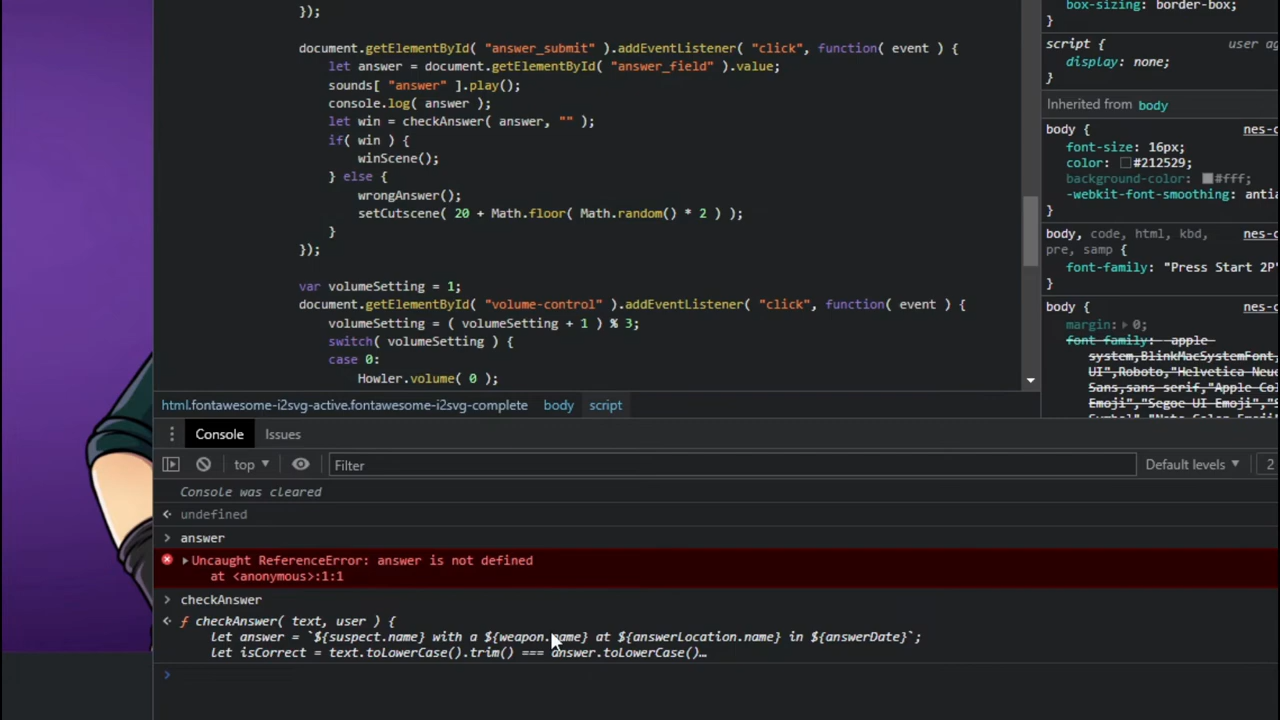 });
document.getElementById( "answer_submit" ).addEventListener( "click", function( event ) {
let answer = document.getElementById( "answer_field" ).value;
sounds[ "answer" ].play();
console.log( answer );
let win = checkAnswer( answer, "" );
if( win ) {
winScene();
} else {
wrongAnswer();
setCutscene( 20 + Math.floor( Math.random() * 2 ) );
}
});
var volumeSetting = 1;
document.getElementById( "volume-control" ).addEventListener( "click", function( event ) {
volumeSetting = ( volumeSetting + 1 ) % 3;
switch( volumeSetting ) {
case 0:
Howler.volume( 0 );
html.fontawesome-i2svg-active.fontawesome-i2svg-complete body script
box-sizing: border-box;
}
script { user ag
display: none;
}
Inherited from body
body { nes-c
font-size: 16px;
color: #212529;
background-color: #fff;
-webkit-font-smoothing: antia
}
body, code, html, kbd, nes-c
pre, samp {
font-family: "Press Start 2P"
}
body { nes-c
margin: 0;
font-family: -apple-
system,BlinkMacSystemFont,
UI",Roboto,"Helvetica Neue
Sans,sans-serif,"Apple Col
Emoji","Segoe UI Emoji","S
Console Issues
top Filter Default levels 2
Console was cleared
undefined
answer
Uncaught ReferenceError: answer is not defined
at <anonymous>:1:1
checkAnswer
ƒ checkAnswer( text, user ) {
let answer = `${suspect.name} with a ${weapon.name} at ${answerLocation.name} in ${answerDate}`;
let isCorrect = text.toLowerCase().trim() === answer.toLowerCase()…